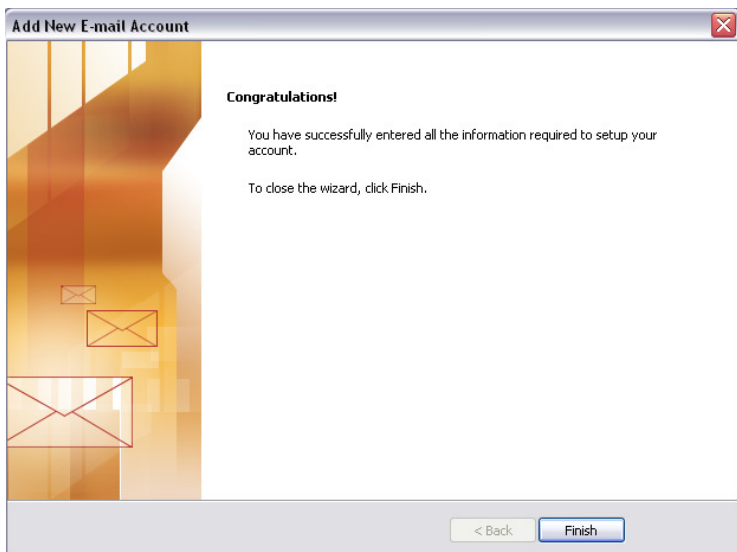 Add New E-mail Account
Congratulations!
You have successfully entered all the information required to setup your
account.
To close the wizard, click Finish.
< Back
Finish